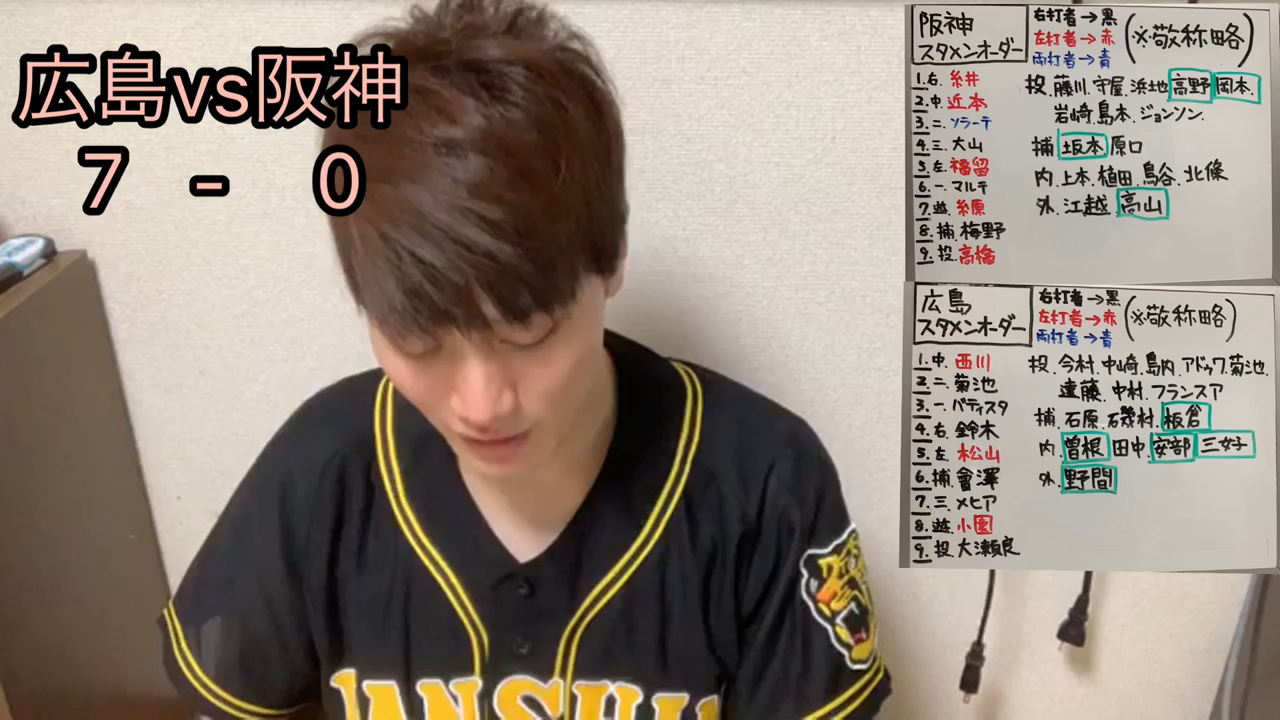 広島vs阪神
7 - 0
阪神
スタメンオーダー
右打者→黒
左打者→赤
両打者→青
(※敬称略)
1.右.糸井
2.中.近本
3.二.ソラーテ
4.三.大山
5.左.福留
6.一.マルテ
7.遊.糸原
8.捕.梅野
9.投.高橋
投.藤川.守屋.浜地.高野.岡本.
岩崎.島本.ジョンソン.
捕.坂本.原口
内.上本.植田.鳥谷.北條
外.江越.高山
広島
スタメンオーダー
右打者→黒
左打者→赤
両打者→青
(※敬称略)
1.中.西川
2.二.菊池
3.一.バティスタ
4.右.鈴木
5.左.松山
6.捕.會澤
7.三.メヒア
8.遊.小園
9.投.大瀬良
投.今村.中崎.島内.アドゥワ.菊池.
遠藤.中村.フランスア
捕.石原.石磯村.板倉
内.曽根.田中.安部.三好
外.野間
HANSHIN